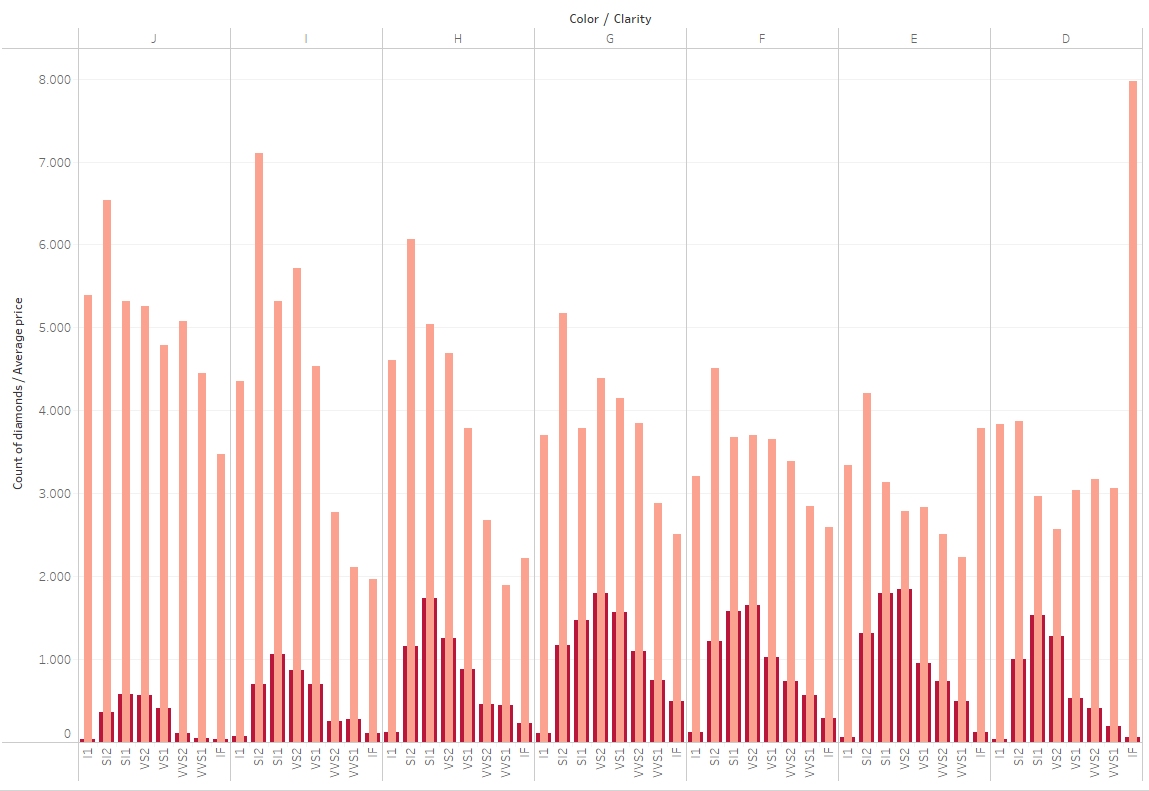 Color / Clarity
J I H G F E D
Count of diamonds / Average price
8.000
7.000
6.000
5.000
4.000
3.000
2.000
1.000
0
I1 SI2 SI1 VS2 VS1 VVS2 VVS1 IF I1 SI2 SI1 VS2 VS1 VVS2 VVS1 IF I1 SI2 SI1 VS2 VS1 VVS2 VVS1 IF I1 SI2 SI1 VS2 VS1 VVS2 VVS1 IF I1 SI2 SI1 VS2 VS1 VVS2 VVS1 IF I1 SI2 SI1 VS2 VS1 VVS2 VVS1 IF I1 SI2 SI1 VS2 VS1 VVS2 VVS1 IF